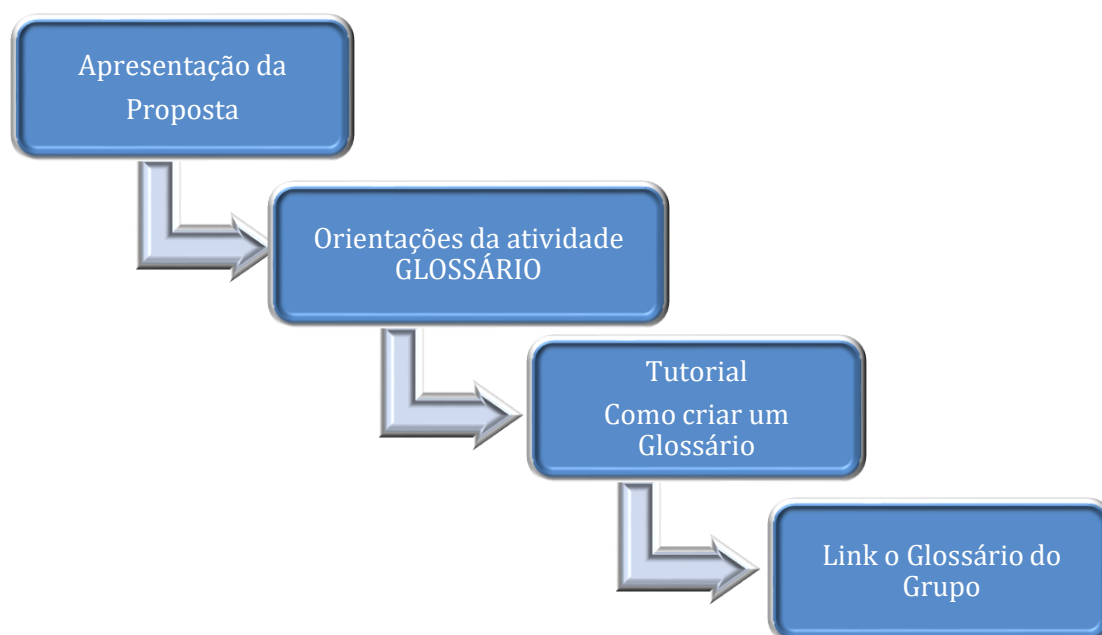 Apresentação da
Proposta
Orientações da atividade
GLOSSÁRIO
Tutorial
Como criar um
Glossário
Link o Glossário do
Grupo